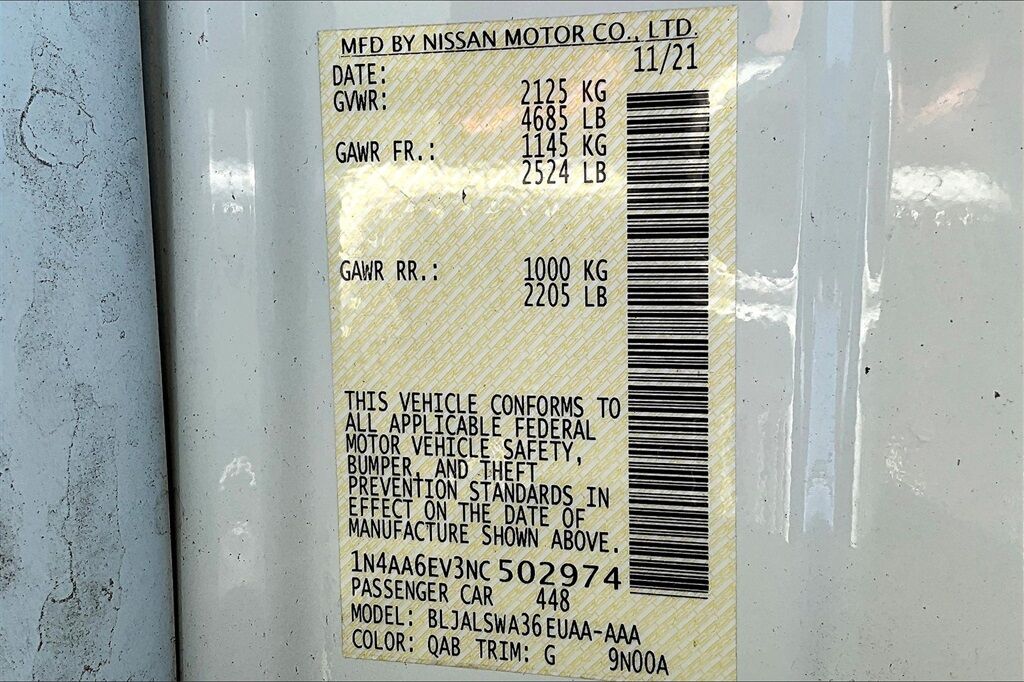 MFD BY NISSAN MOTOR CO., LTD.
DATE: 11/21
GVWR: 2125 KG
4685 LB
GAWR FR.: 1145 KG
2524 LB
GAWR RR.: 1000 KG
2205 LB
THIS VEHICLE CONFORMS TO
ALL APPLICABLE FEDERAL
MOTOR VEHICLE SAFETY,
BUMPER, AND THEFT
PREVENTION STANDARDS IN
EFFECT ON THE DATE OF
MANUFACTURE SHOWN ABOVE.
1N4AA6EV3NC502974
PASSENGER CAR 448
MODEL: BLJALSWA36EUAA-AAA
COLOR: QAB TRIM: G 9N00A